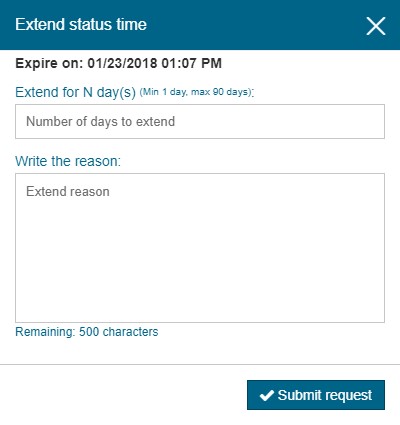 Extend status time
Expire on: 01/23/2018 01:07 PM
Extend for N day(s) (Min 1 day, max 90 days):
Number of days to extend
Write the reason:
Extend reason
Remaining: 500 characters
Submit request